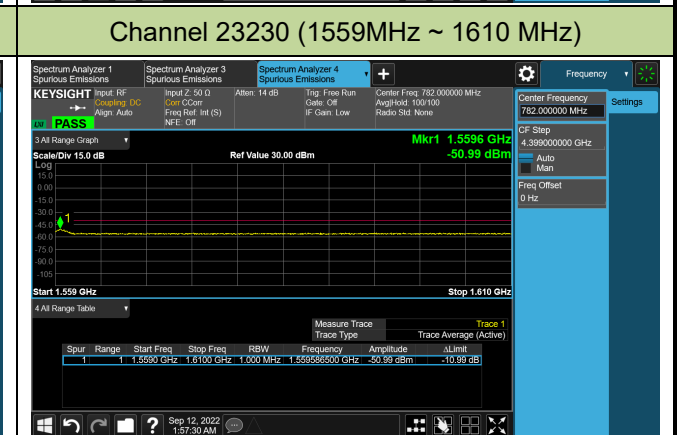 Channel 23230 (1559MHz ~ 1610 MHz)
Spectrum Analyzer 1
Spurious Emissions
Spectrum Analyzer 3
Spurious Emissions
Spectrum Analyzer 4
Spurious Emissions
Frequency
KEYSIGHT
LXI
PASS
Input: RF
Coupling: DC
Align: Auto
Input Z: 50 Ω
Corr CCorr
Freq Ref: Int (S)
NFE: Off
Atten: 14 dB
Trig: Free Run
Gate: Off
IF Gain: Low
Center Freq: 782.000000 MHz
Avg|Hold: 100/100
Radio Std: None
Center Frequency
782.000000 MHz
Settings
CF Step
4.399000000 GHz
Auto
Man
Freq Offset
0 Hz
3 All Range Graph
Mkr1 1.5596 GHz
-50.99 dBm
Scale/Div 15.0 dB
Ref Value 30.00 dBm
Log
15.0
0.00
-15.0
-30.0
-45.0
-60.0
-75.0
-90.0
-105
1
Start 1.559 GHz
Stop 1.610 GHz
4 All Range Table
Measure Trace Trace 1
Trace Type Trace Average (Active)
Spur Range Start Freq Stop Freq RBW Frequency Amplitude ΔLimit
1 1 1.5590 GHz 1.6100 GHz 1.000 MHz 1.559586500 GHz -50.99 dBm -10.99 dB
Sep 12, 2022
1:57:30 AM